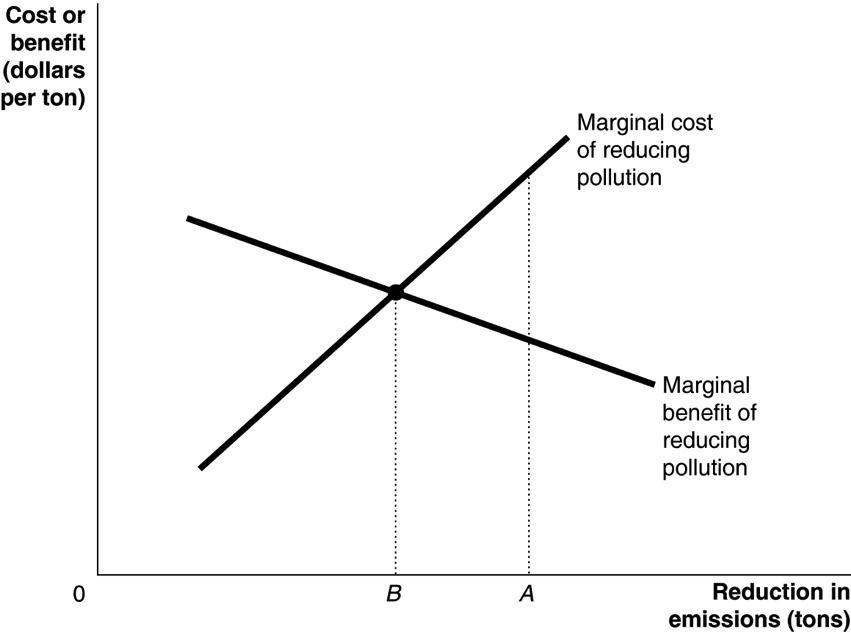 Cost or
benefit
(dollars
per ton)
Marginal cost
of reducing
pollution
Marginal
benefit of
reducing
pollution
0
B
A
Reduction in
emissions (tons)